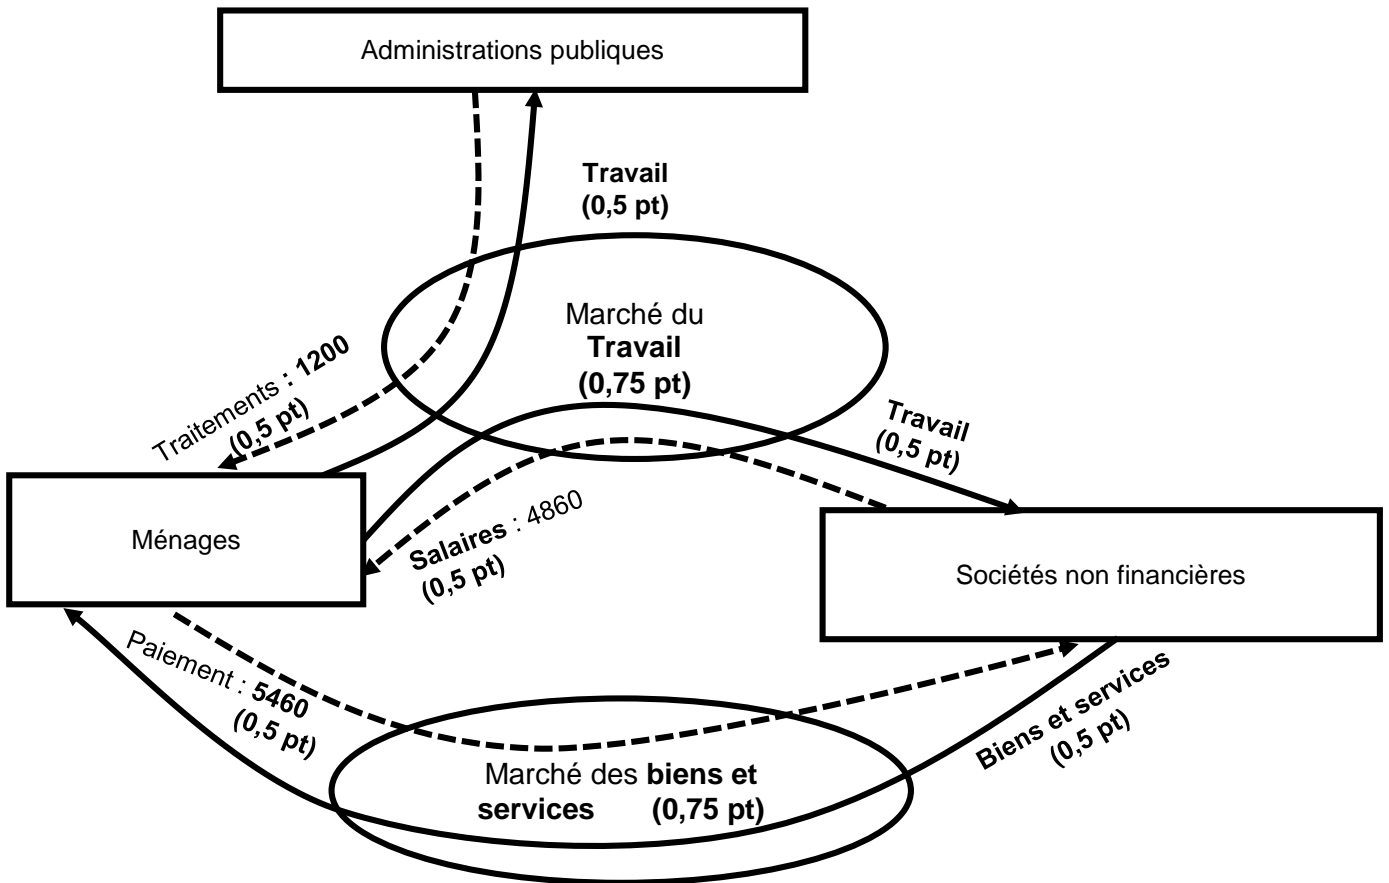 Administrations publiques
Travail
(0,5 pt)
Marché du
Travail
(0,75 pt)
Traitements : 1200
(0,5 pt)
Travail
(0,5 pt)
Ménages
Salaires : 4860
(0,5 pt)
Sociétés non financières
Paiement : 5460
(0,5 pt)
Biens et services
(0,5 pt)
Marché des biens et
services (0,75 pt)